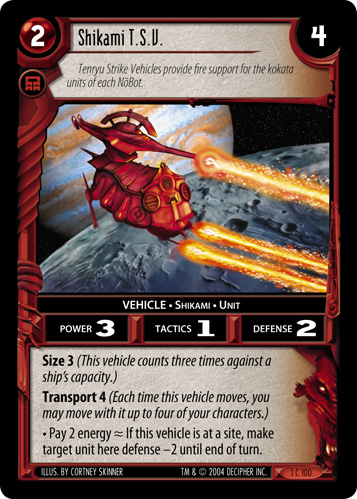 2 Shikami T.S.V. 4
Tenryu Strike Vehicles provide fire support for the kokata
units of each NāBot.
VEHICLE • SHIKAMI • UNIT
POWER 3 TACTICS 1 DEFENSE 2
Size 3 (This vehicle counts three times against a
ship's capacity.)
Transport 4 (Each time this vehicle moves, you
may move with it up to four of your characters.)
• Pay 2 energy ≈ If this vehicle is at a site, make
target unit here defense –2 until end of turn.
ILLUS. BY CORTNEY SKINNER TM & © 2004 DECIPHER INC. 1 C 100